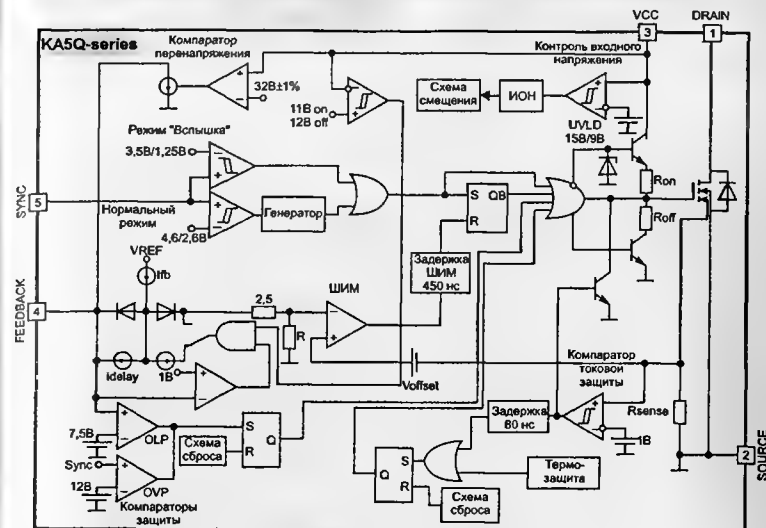 VCC
DRAIN
3
1
KA5Q-series
Компаратор
перенапряжения
Контроль входного
напряжения
32В±1%
11В on
12В off
Схема
смещения
ИОН
UVLD
15В/9В
Режим "Вспышка"
3,5В/1,25В
SYNC
5
Нормальный
режим
Генератор
4,6/2,6В
S
QB
R
Ron
Roff
VREF
Ifb
Задержка
ШИМ
450 нс
FEEDBACK
4
2,5
ШИМ
R
idelay
1В
Voffset
Компаратор
токовой
защиты
Rsense
7,5В
OLP
S
Q
R
Схема
сброса
Задержка
80 нс
1В
2
SOURCE
Sync
12В
OVP
Компараторы
защиты
Q
S
R
Термо-
защита
Схема
сброса